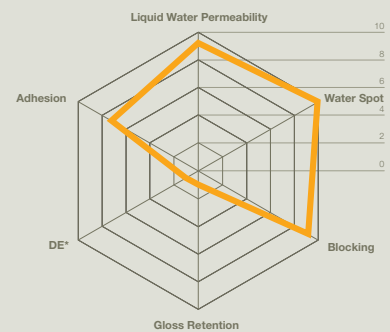 Liquid Water Permeability
10
8
Adhesion
6
Water Spot
4
2
0
DE*
Blocking
Gloss Retention